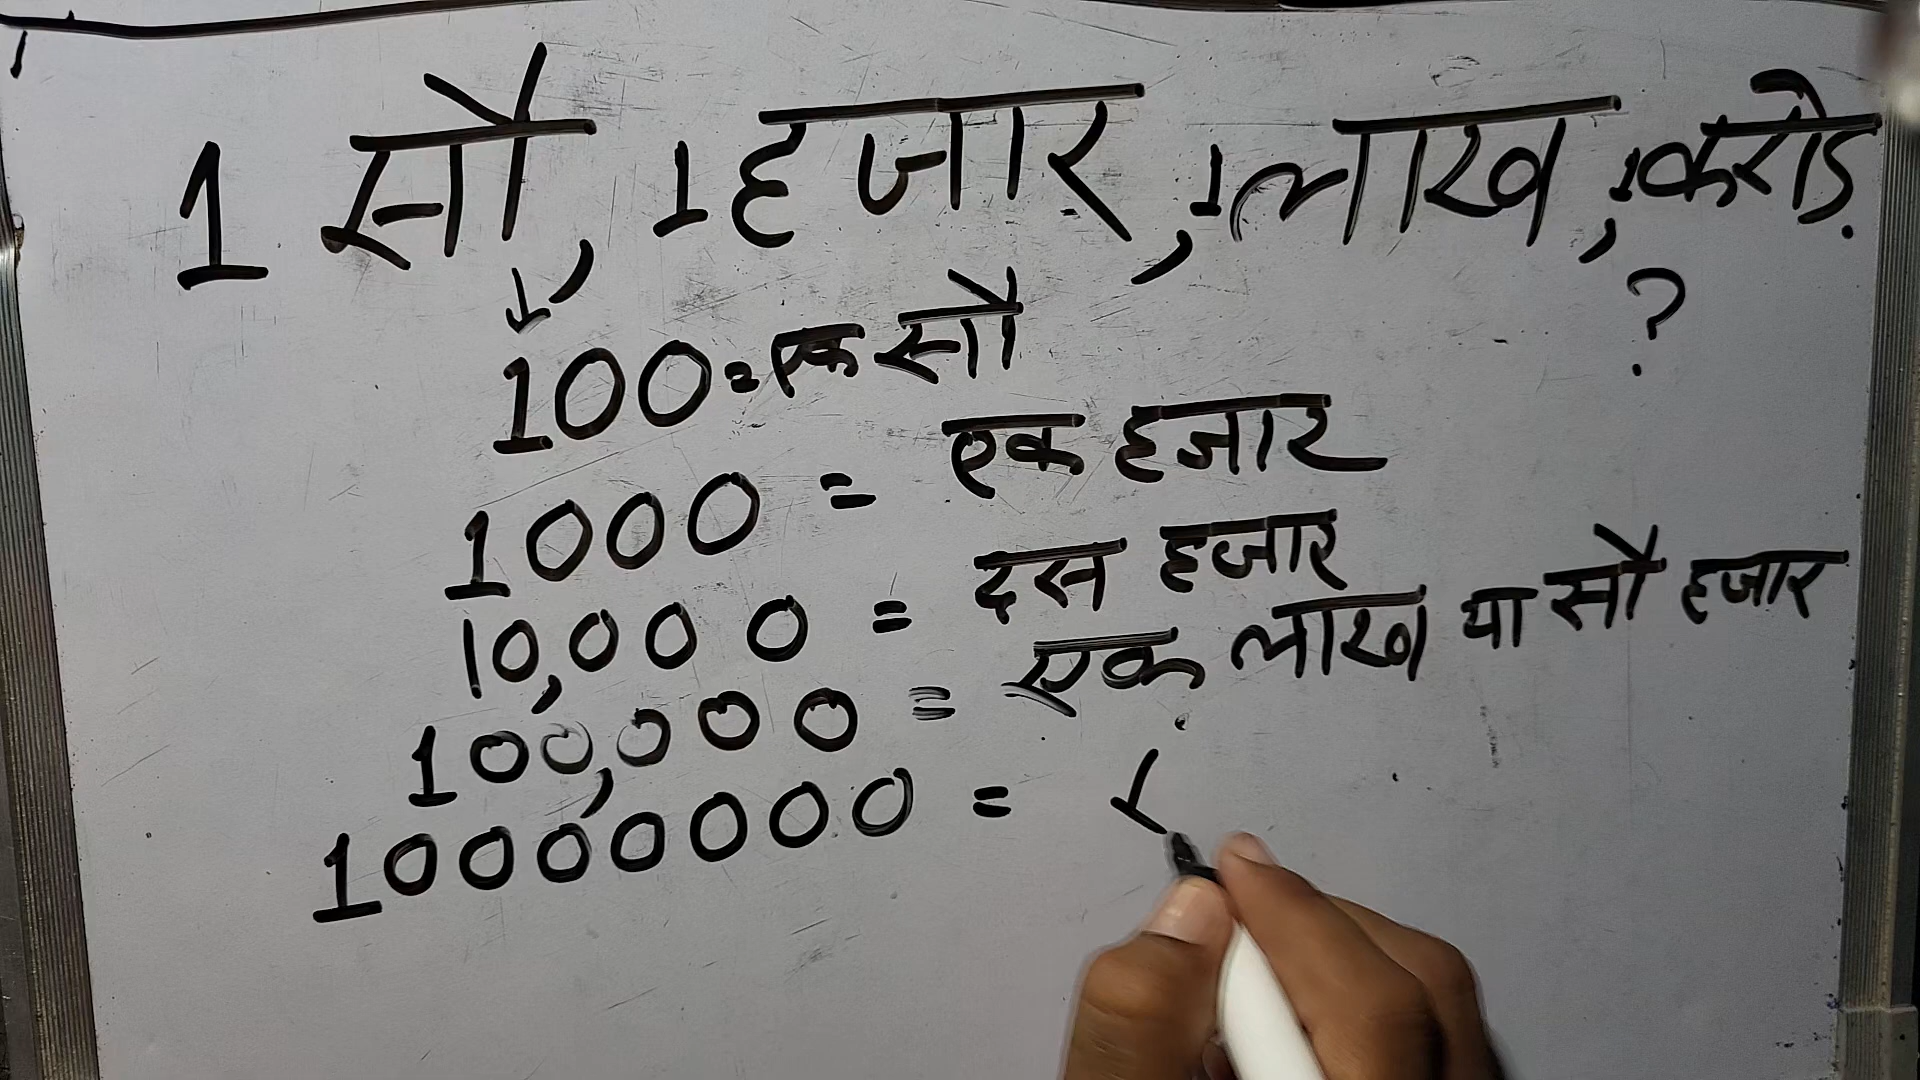 1 सौ, 1 हजार, 1 लाख, 1 करोड़
?
100 = एक सौ
1000 = एक हजार
10,000 = दस हजार
100,000 = एक लाख या सौ हजार
10000000 =